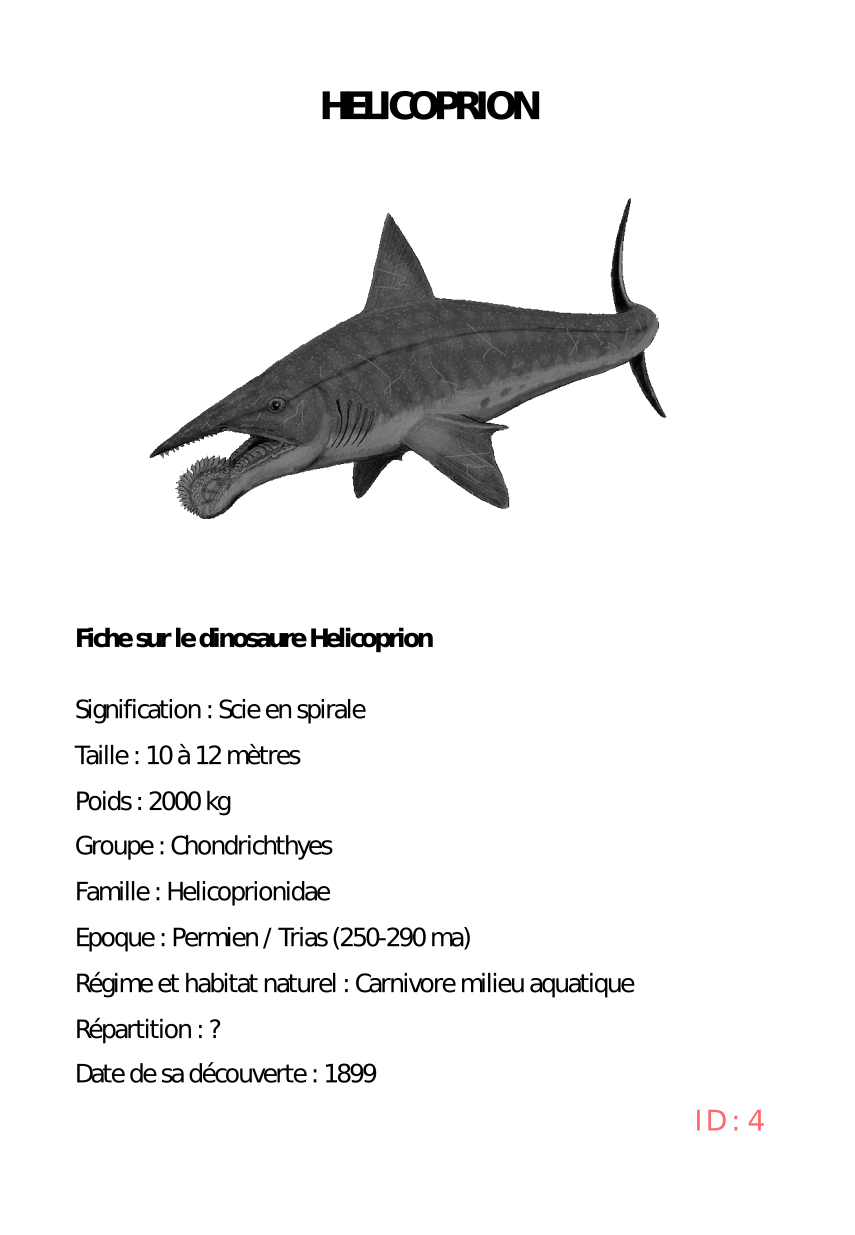 HELICOPRION
Fiche sur le dinosaure Helicoprion
Signification : Scie en spirale
Taille : 10 à 12 mètres
Poids : 2000 kg
Groupe : Chondrichthyes
Famille : Helicoprionidae
Epoque : Permien / Trias (250-290 ma)
Régime et habitat naturel : Carnivore milieu aquatique
Répartition : ?
Date de sa découverte : 1899
ID : 4